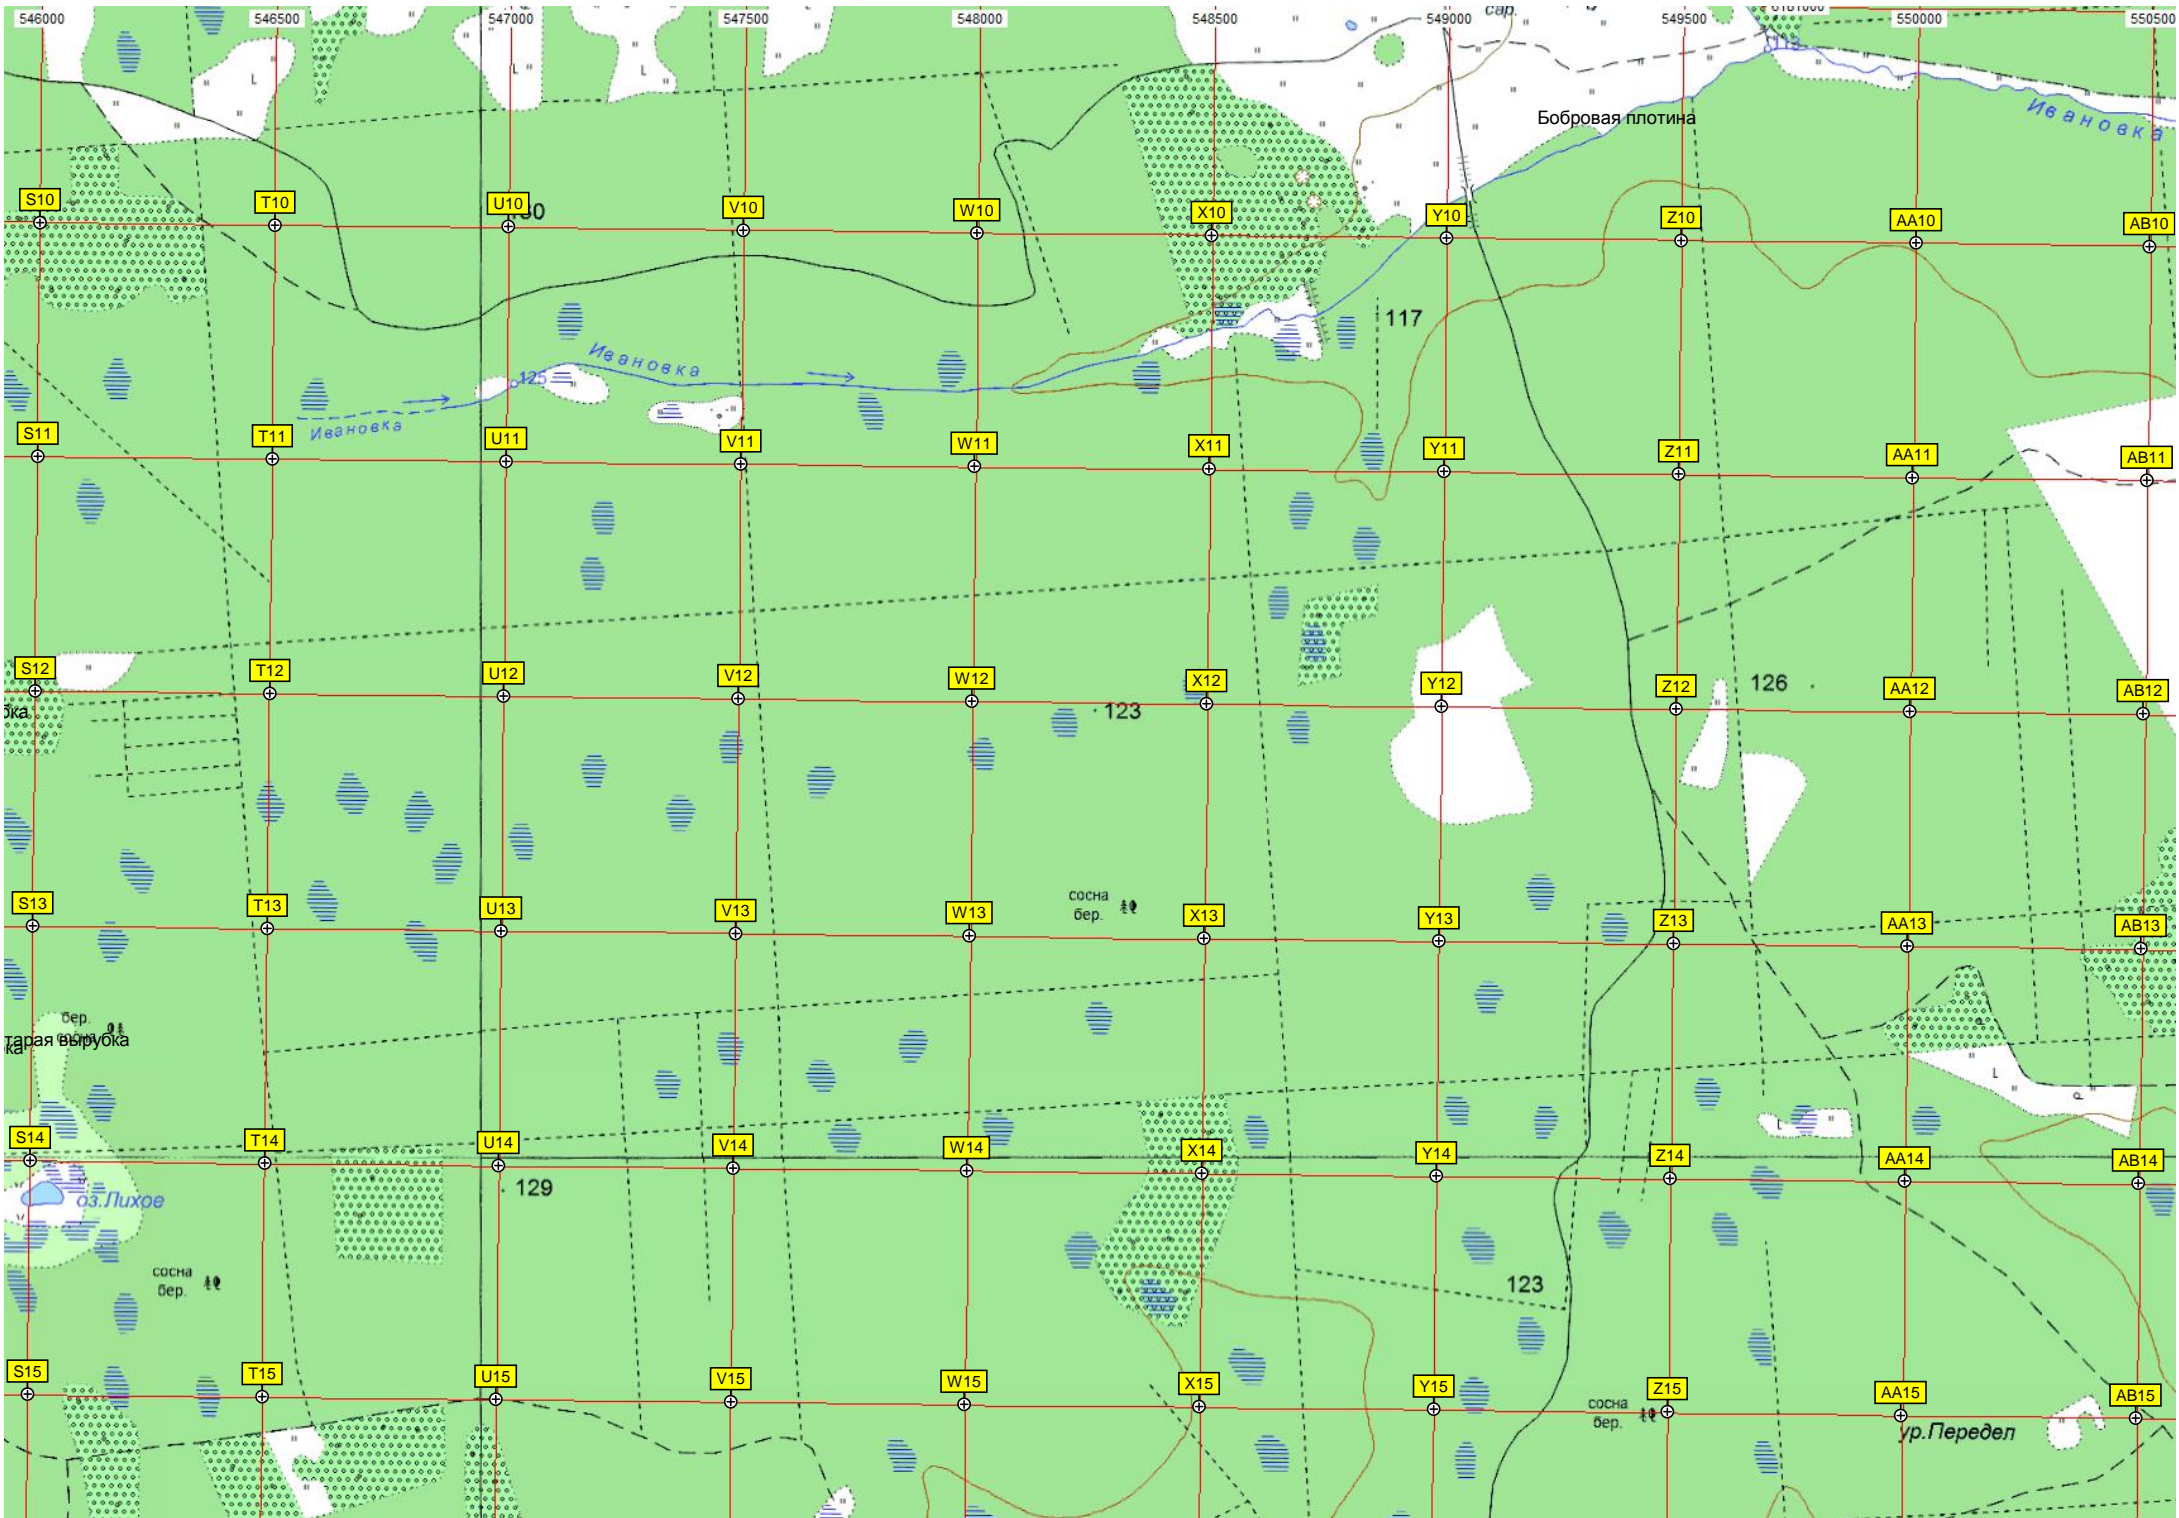 546000 546500 547000 547500 548000 548500 549000 549500 550000 550500
сар.
Бобровая плотина
Ивановка
S10 T10 U10 V10 W10 X10 Y10 Z10 AA10 AB10
117
Ивановка
125
Ивановка
S11 T11 U11 V11 W11 X11 Y11 Z11 AA11 AB11
S12 T12 U12 V12 W12 X12 Y12 Z12 AA12 AB12
126
123
сосна
бер.
S13 T13 U13 V13 W13 X13 Y13 Z13 AA13 AB13
бер.
сосна
тарая вырубка
S14 T14 U14 V14 W14 X14 Y14 Z14 AA14 AB14
129
оз.Лихое
сосна
бер.
123
S15 T15 U15 V15 W15 X15 Y15 Z15 AA15 AB15
сосна
бер.
ур.Передел